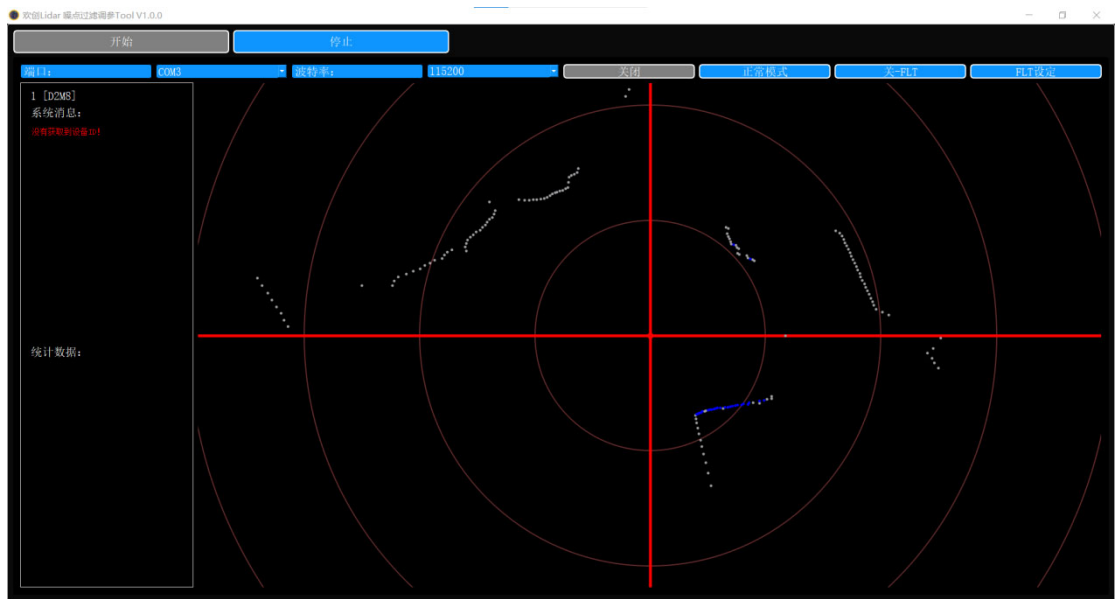 欢创Lidar 噪点过滤调参Tool V1.0.0
开始 停止
端口： COM3 波特率： 115200 关闭 正常模式 关-FLT FLT设定
1 [D2M8]
系统消息：
没有获取到设备ID！
统计数据：